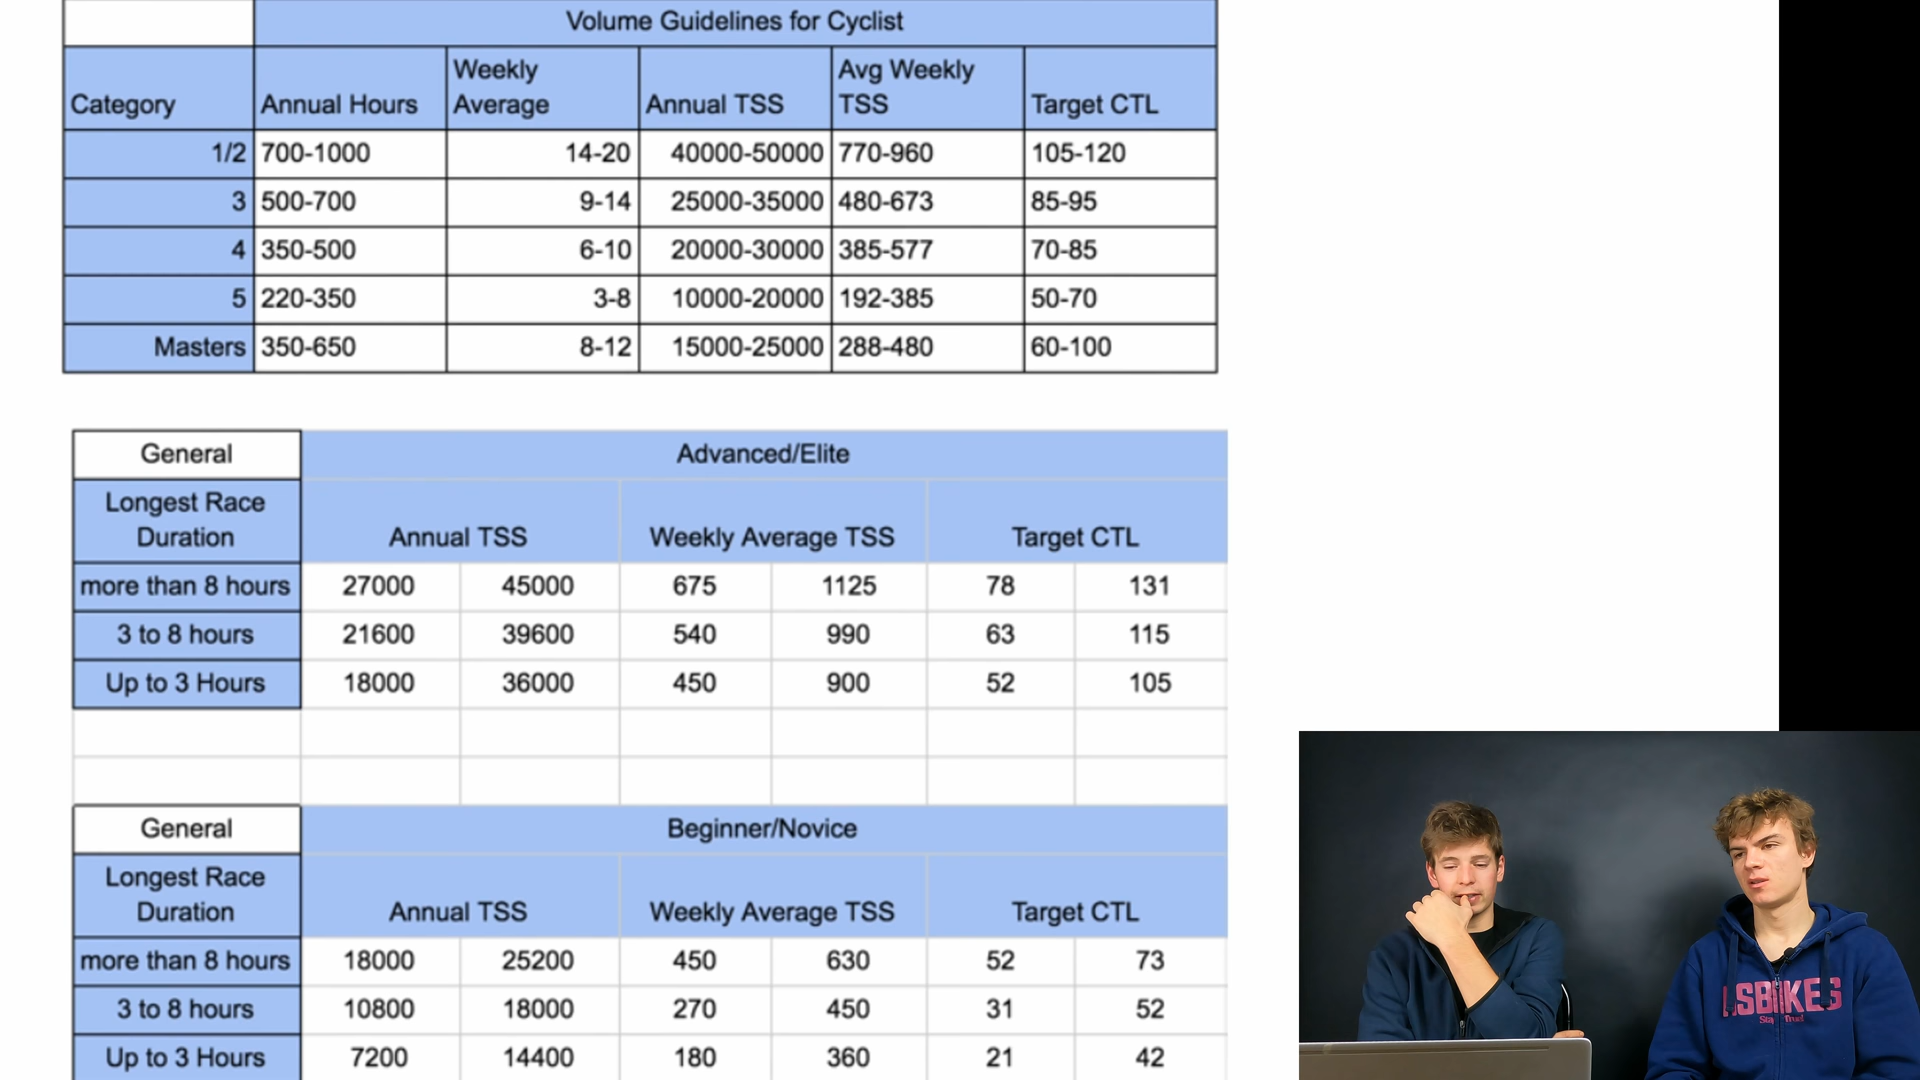 Volume Guidelines for Cyclist
Category Annual Hours Weekly Average Annual TSS Avg Weekly TSS Target CTL
1/2 700-1000 14-20 40000-50000 770-960 105-120
3 500-700 9-14 25000-35000 480-673 85-95
4 350-500 6-10 20000-30000 385-577 70-85
5 220-350 3-8 10000-20000 192-385 50-70
Masters 350-650 8-12 15000-25000 288-480 60-100
General Advanced/Elite
Longest Race Duration Annual TSS Weekly Average TSS Target CTL
more than 8 hours 27000 45000 675 1125 78 131
3 to 8 hours 21600 39600 540 990 63 115
Up to 3 Hours 18000 36000 450 900 52 105
General Beginner/Novice
Longest Race Duration Annual TSS Weekly Average TSS Target CTL
more than 8 hours 18000 25200 450 630 52 73
3 to 8 hours 10800 18000 270 450 31 52
Up to 3 Hours 7200 14400 180 360 21 42